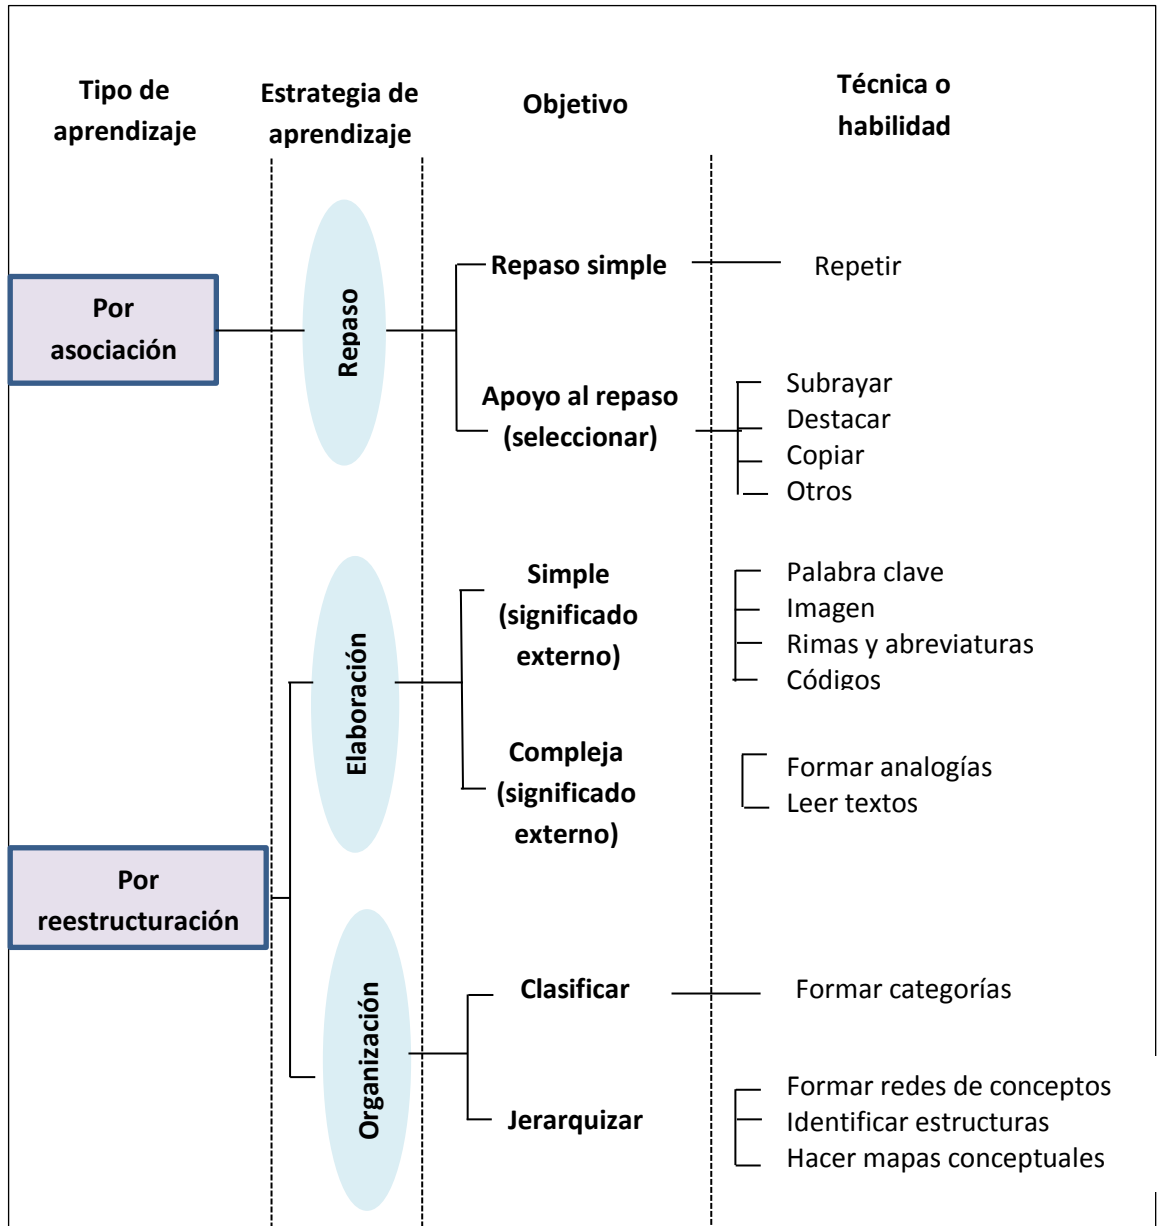 Tipo de
aprendizaje
Estrategia de
aprendizaje
Objetivo
Técnica o
habilidad
Por
asociación
Repaso
Repaso simple
Repetir
Apoyo al repaso
(seleccionar)
Subrayar
Destacar
Copiar
Otros
Por
reestructuración
Elaboración
Simple
(significado
externo)
Palabra clave
Imagen
Rimas y abreviaturas
Códigos
Compleja
(significado
externo)
Formar analogías
Leer textos
Organización
Clasificar
Formar categorías
Jerarquizar
Formar redes de conceptos
Identificar estructuras
Hacer mapas conceptuales